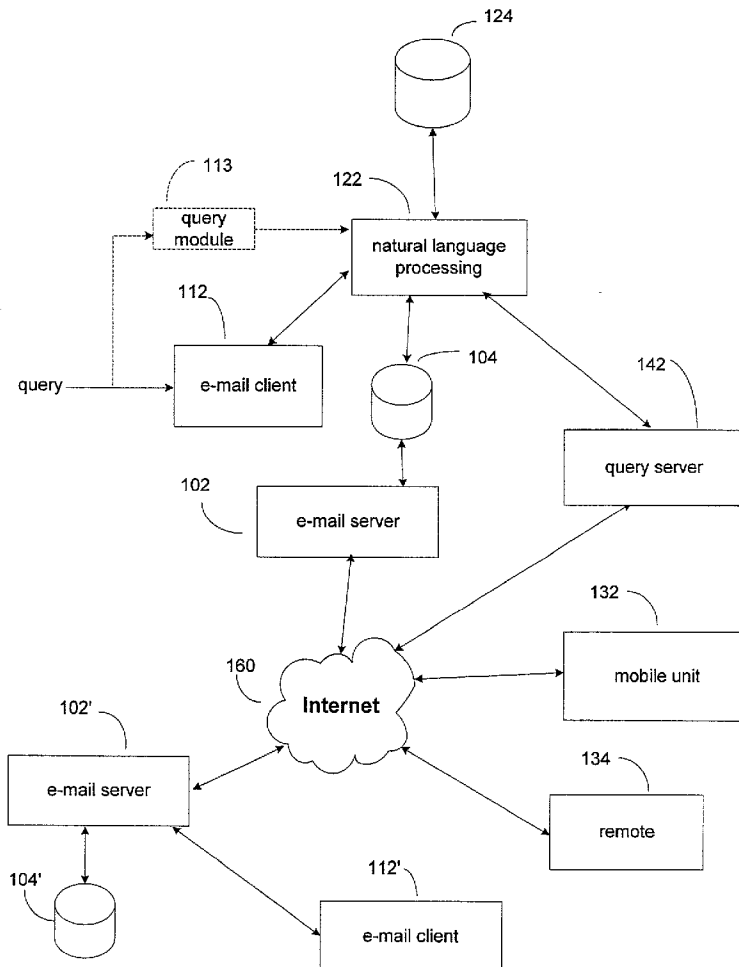 124
113
122
query
module
natural language
processing
112
104
142
query
e-mail client
query server
102
e-mail server
132
160
Internet
mobile unit
102'
e-mail server
134
remote
104'
112'
e-mail client